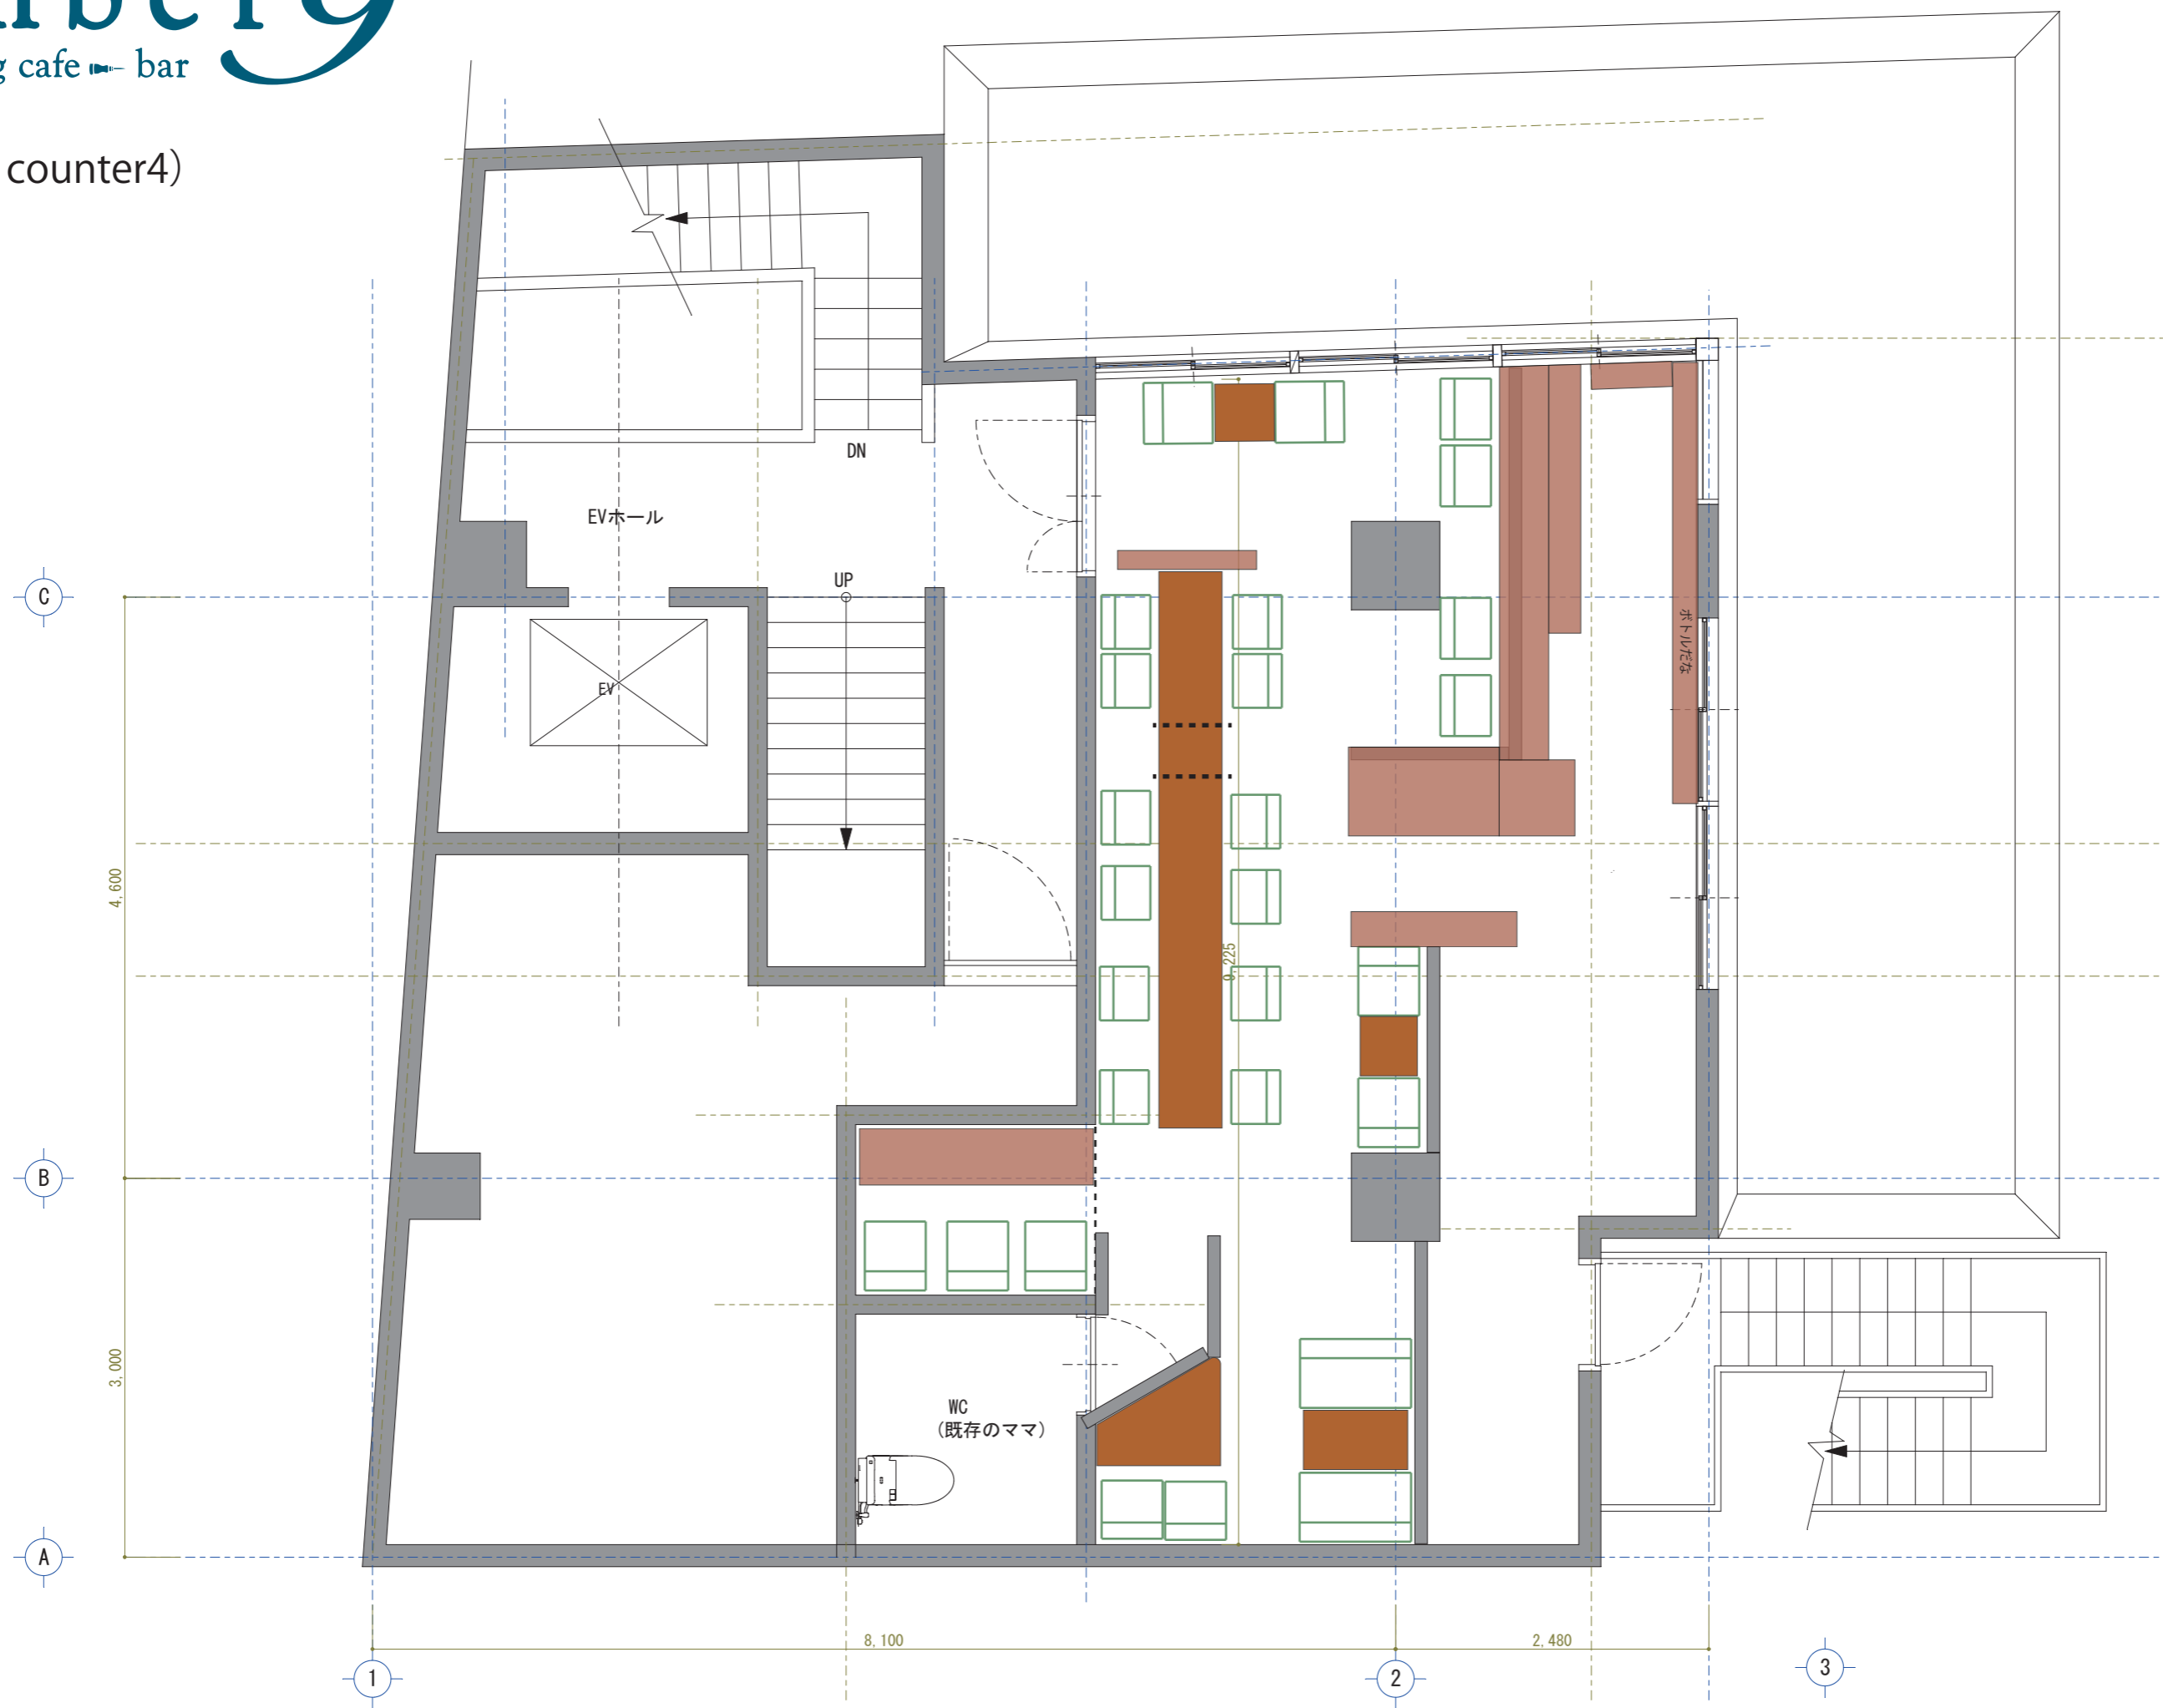 cafe bar
counter4)
DN
EVホール
UP
C
EV
ボトルだな
4,600
9,225
B
WC
(既存のママ)
3,000
A
8,100
2,480
1
2
3